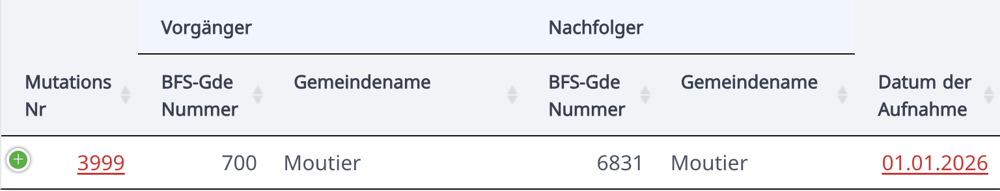 Vorgänger Nachfolger
Mutations BFS-Gde Gemeindename BFS-Gde Gemeindename Datum der
Nr Nummer Nummer Aufnahme
3999 700 Moutier 6831 Moutier 01.01.2026